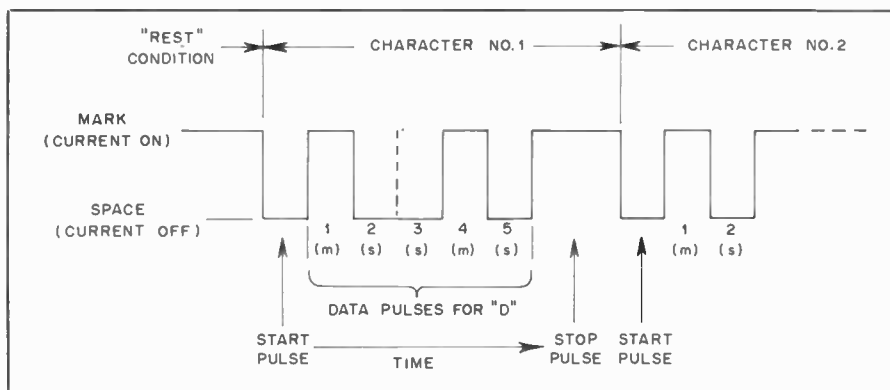 "REST"
CONDITION
CHARACTER NO.1
CHARACTER NO.2
MARK
(CURRENT ON)
SPACE
(CURRENT OFF)
1 2 3 4 5 1 2
(m) (s) (s) (m) (s) (m) (s)
DATA PULSES FOR "D"
START
PULSE
TIME
STOP
PULSE
START
PULSE